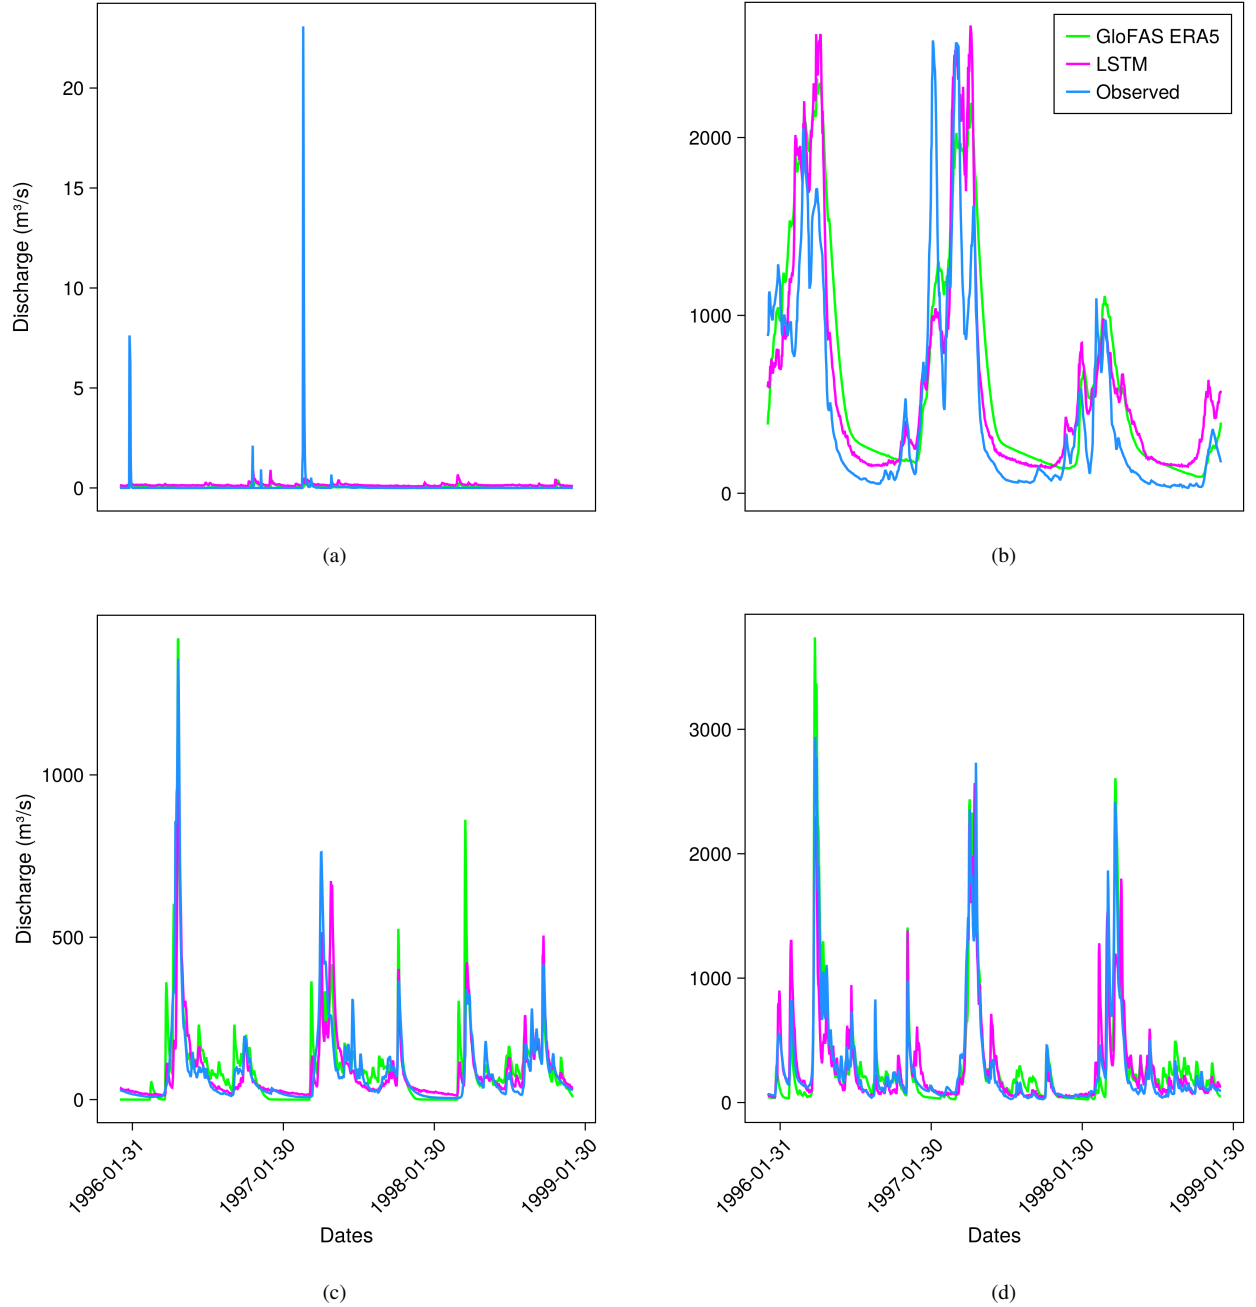 Discharge (m³/s)
20
15
10
5
0
(a)
GloFAS ERA5
LSTM
Observed
2000
1000
0
(b)
Discharge (m³/s)
1000
500
0
1996-01-31
1997-01-30
1998-01-30
1999-01-30
Dates
(c)
3000
2000
1000
0
1996-01-31
1997-01-30
1998-01-30
1999-01-30
Dates
(d)